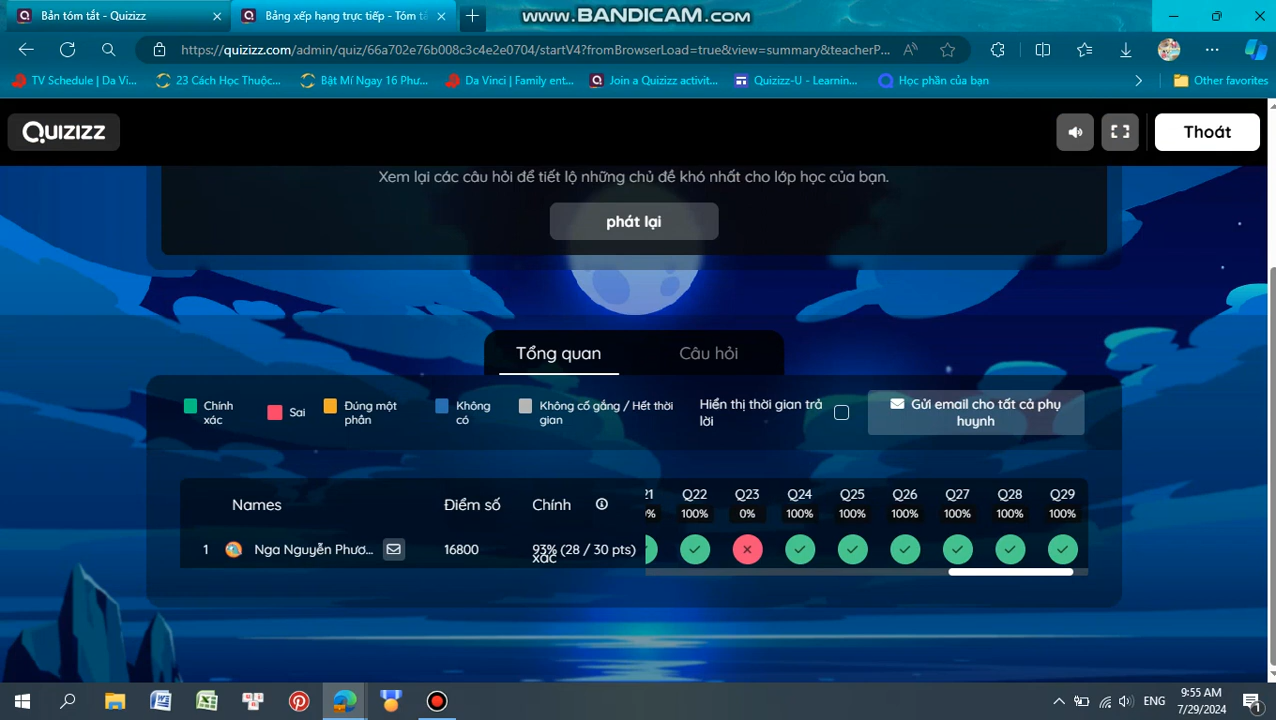 Bản tóm tắt - Quizizz
Bảng xếp hạng trực tiếp - Tóm tắ
www.BANDICAM.com
https://quizizz.com/admin/quiz/66a702e76b008c3c4e2e0704/startV4?fromBrowserLoad=true&view=summary&teacherP...
TV Schedule | Da Vi...
23 Cách Học Thuộc...
Bật Mí Ngay 16 Phư...
Da Vinci | Family ent...
Join a Quizizz activit...
Quizizz-U - Learnin...
Học phần của bạn
Other favorites
QUIZIZZ
Thoát
Xem lại các câu hỏi để tiết lộ những chủ đề khó nhất cho lớp học của bạn.
phát lại
Tổng quan
Câu hỏi
Chính xác
Sai
Đúng một phần
Không có
Không cố gắng / Hết thời gian
Hiển thị thời gian trả lời
Gửi email cho tất cả phụ huynh
Names
Điểm số
Chính xác
21 Q22 Q23 Q24 Q25 Q26 Q27 Q28 Q29
% 100% 0% 100% 100% 100% 100% 100% 100%
1 Nga Nguyễn Phươ... 16800 93% (28 / 30 pts)
ENG
9:55 AM
7/29/2024
1